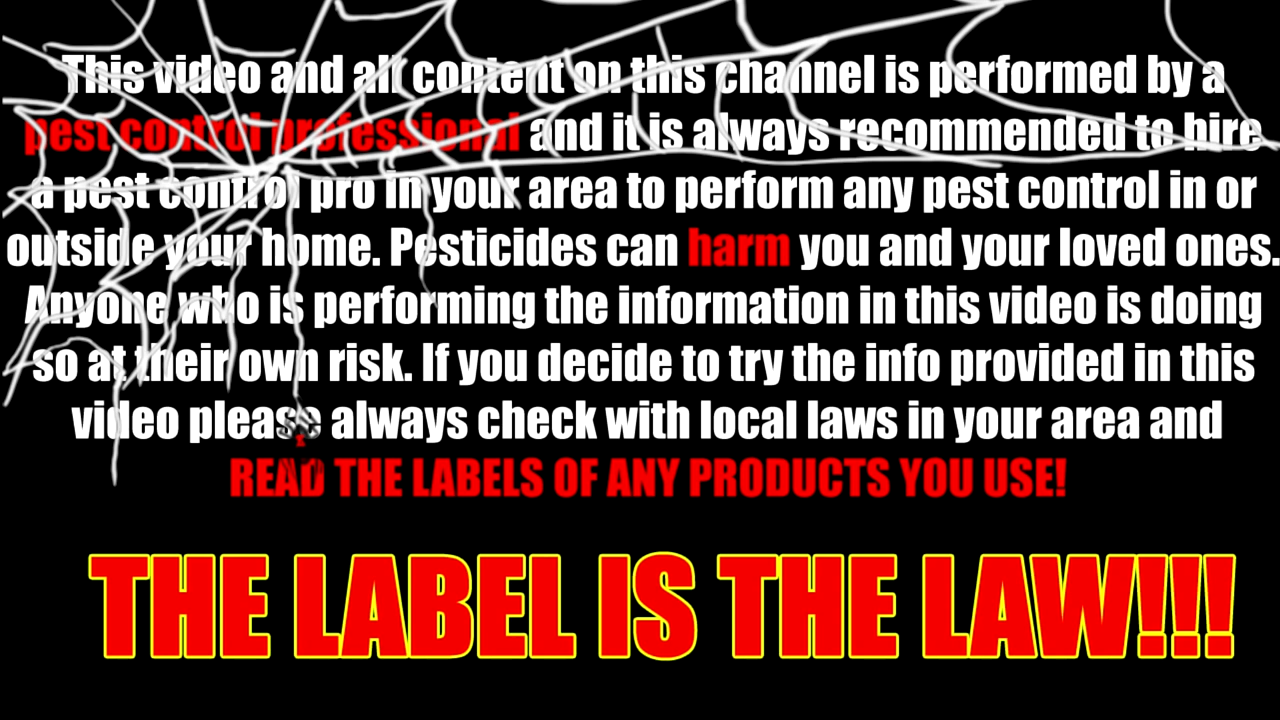 This video and all content on this channel is performed by a
pest control professional and it is always recommended to hire
a pest control pro in your area to perform any pest control in or
outside your home. Pesticides can harm you and your loved ones.
Anyone who is performing the information in this video is doing
so at their own risk. If you decide to try the info provided in this
video please always check with local laws in your area and
READ THE LABELS OF ANY PRODUCTS YOU USE!
THE LABEL IS THE LAW!!!